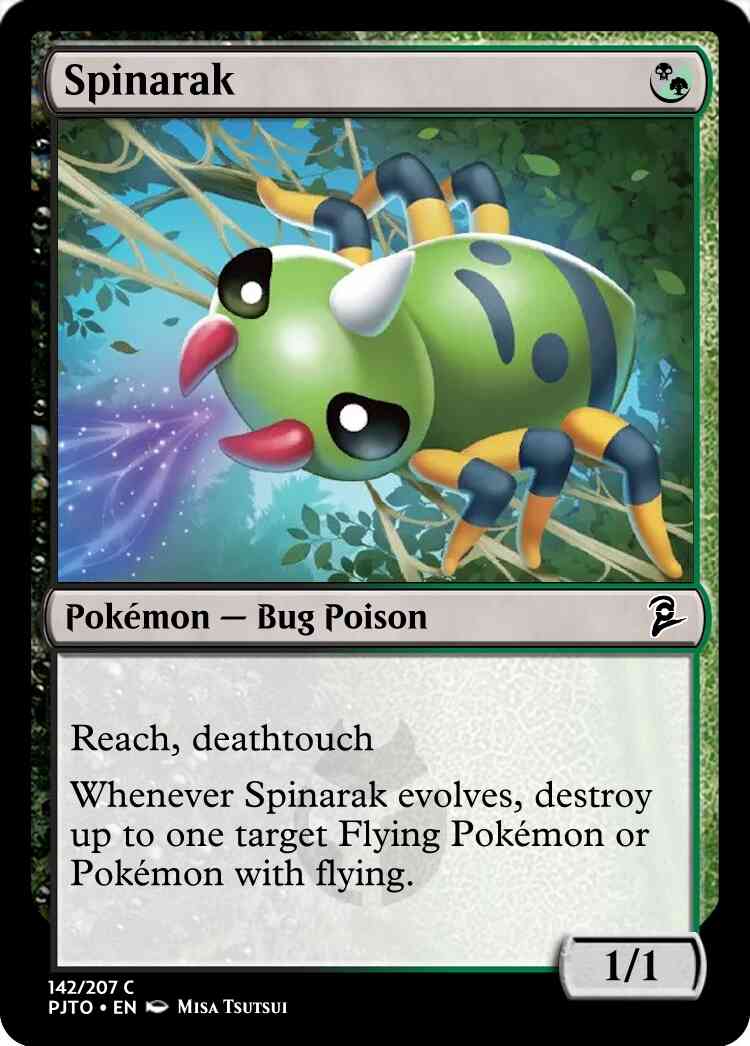 Spinarak
Pokémon — Bug Poison
Reach, deathtouch
Whenever Spinarak evolves, destroy
up to one target Flying Pokémon or
Pokémon with flying.
1/1
142/207 C
PJTO • EN Misa Tsutsui